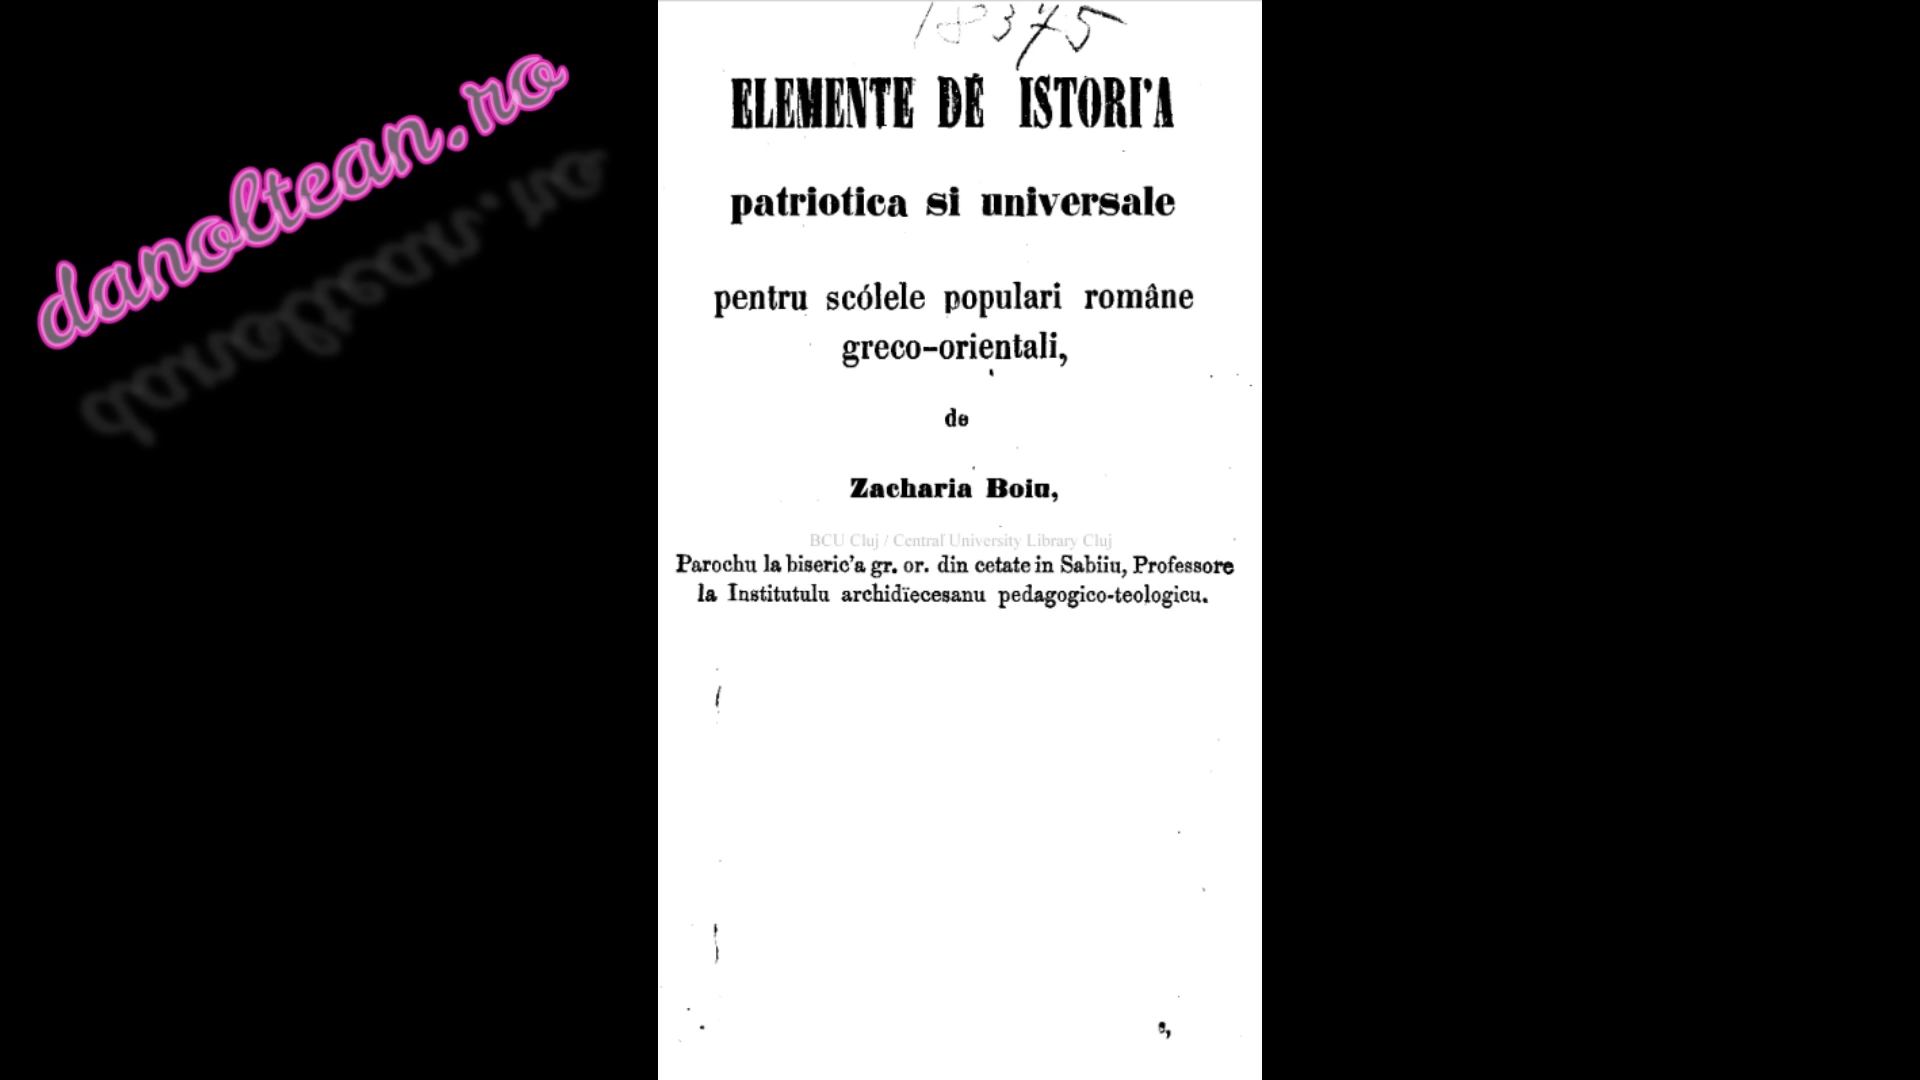 danoltean.ro
18375
ELEMENTE DE ISTORI'A
patriotica si universale
pentru scólele populari române
greco-orientali,
de
Zacharia Boiu,
BCU Cluj / Central University Library Cluj
Parochu la biseric'a gr. or. din cetate in Sabiiu, Professore
la Institutulu archidiecesanu pedagogico-teologicu.